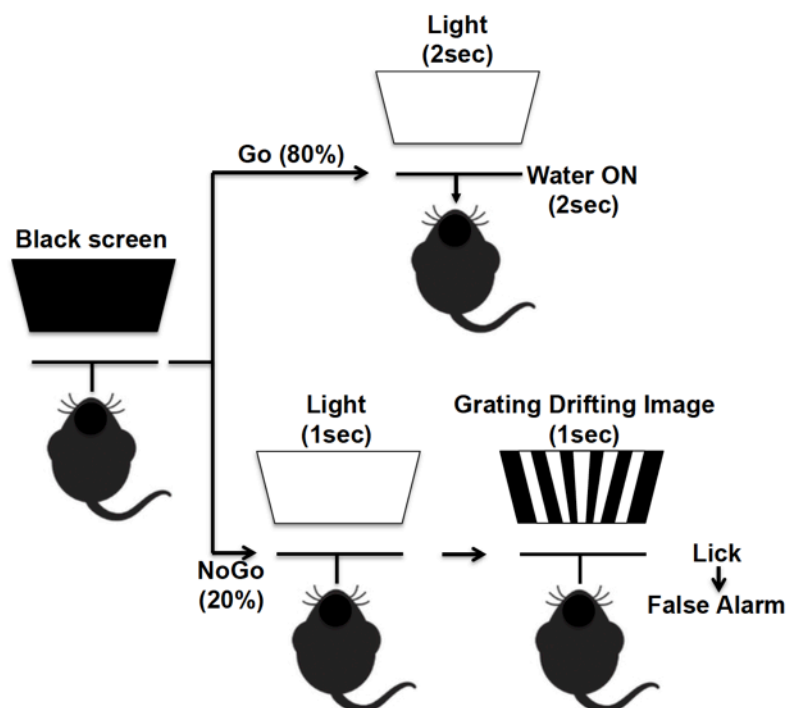 Light
(2sec)
Go (80%)
Water ON
(2sec)
Black screen
Light
(1sec)
Grating Drifting Image
(1sec)
NoGo
(20%)
Lick
False Alarm